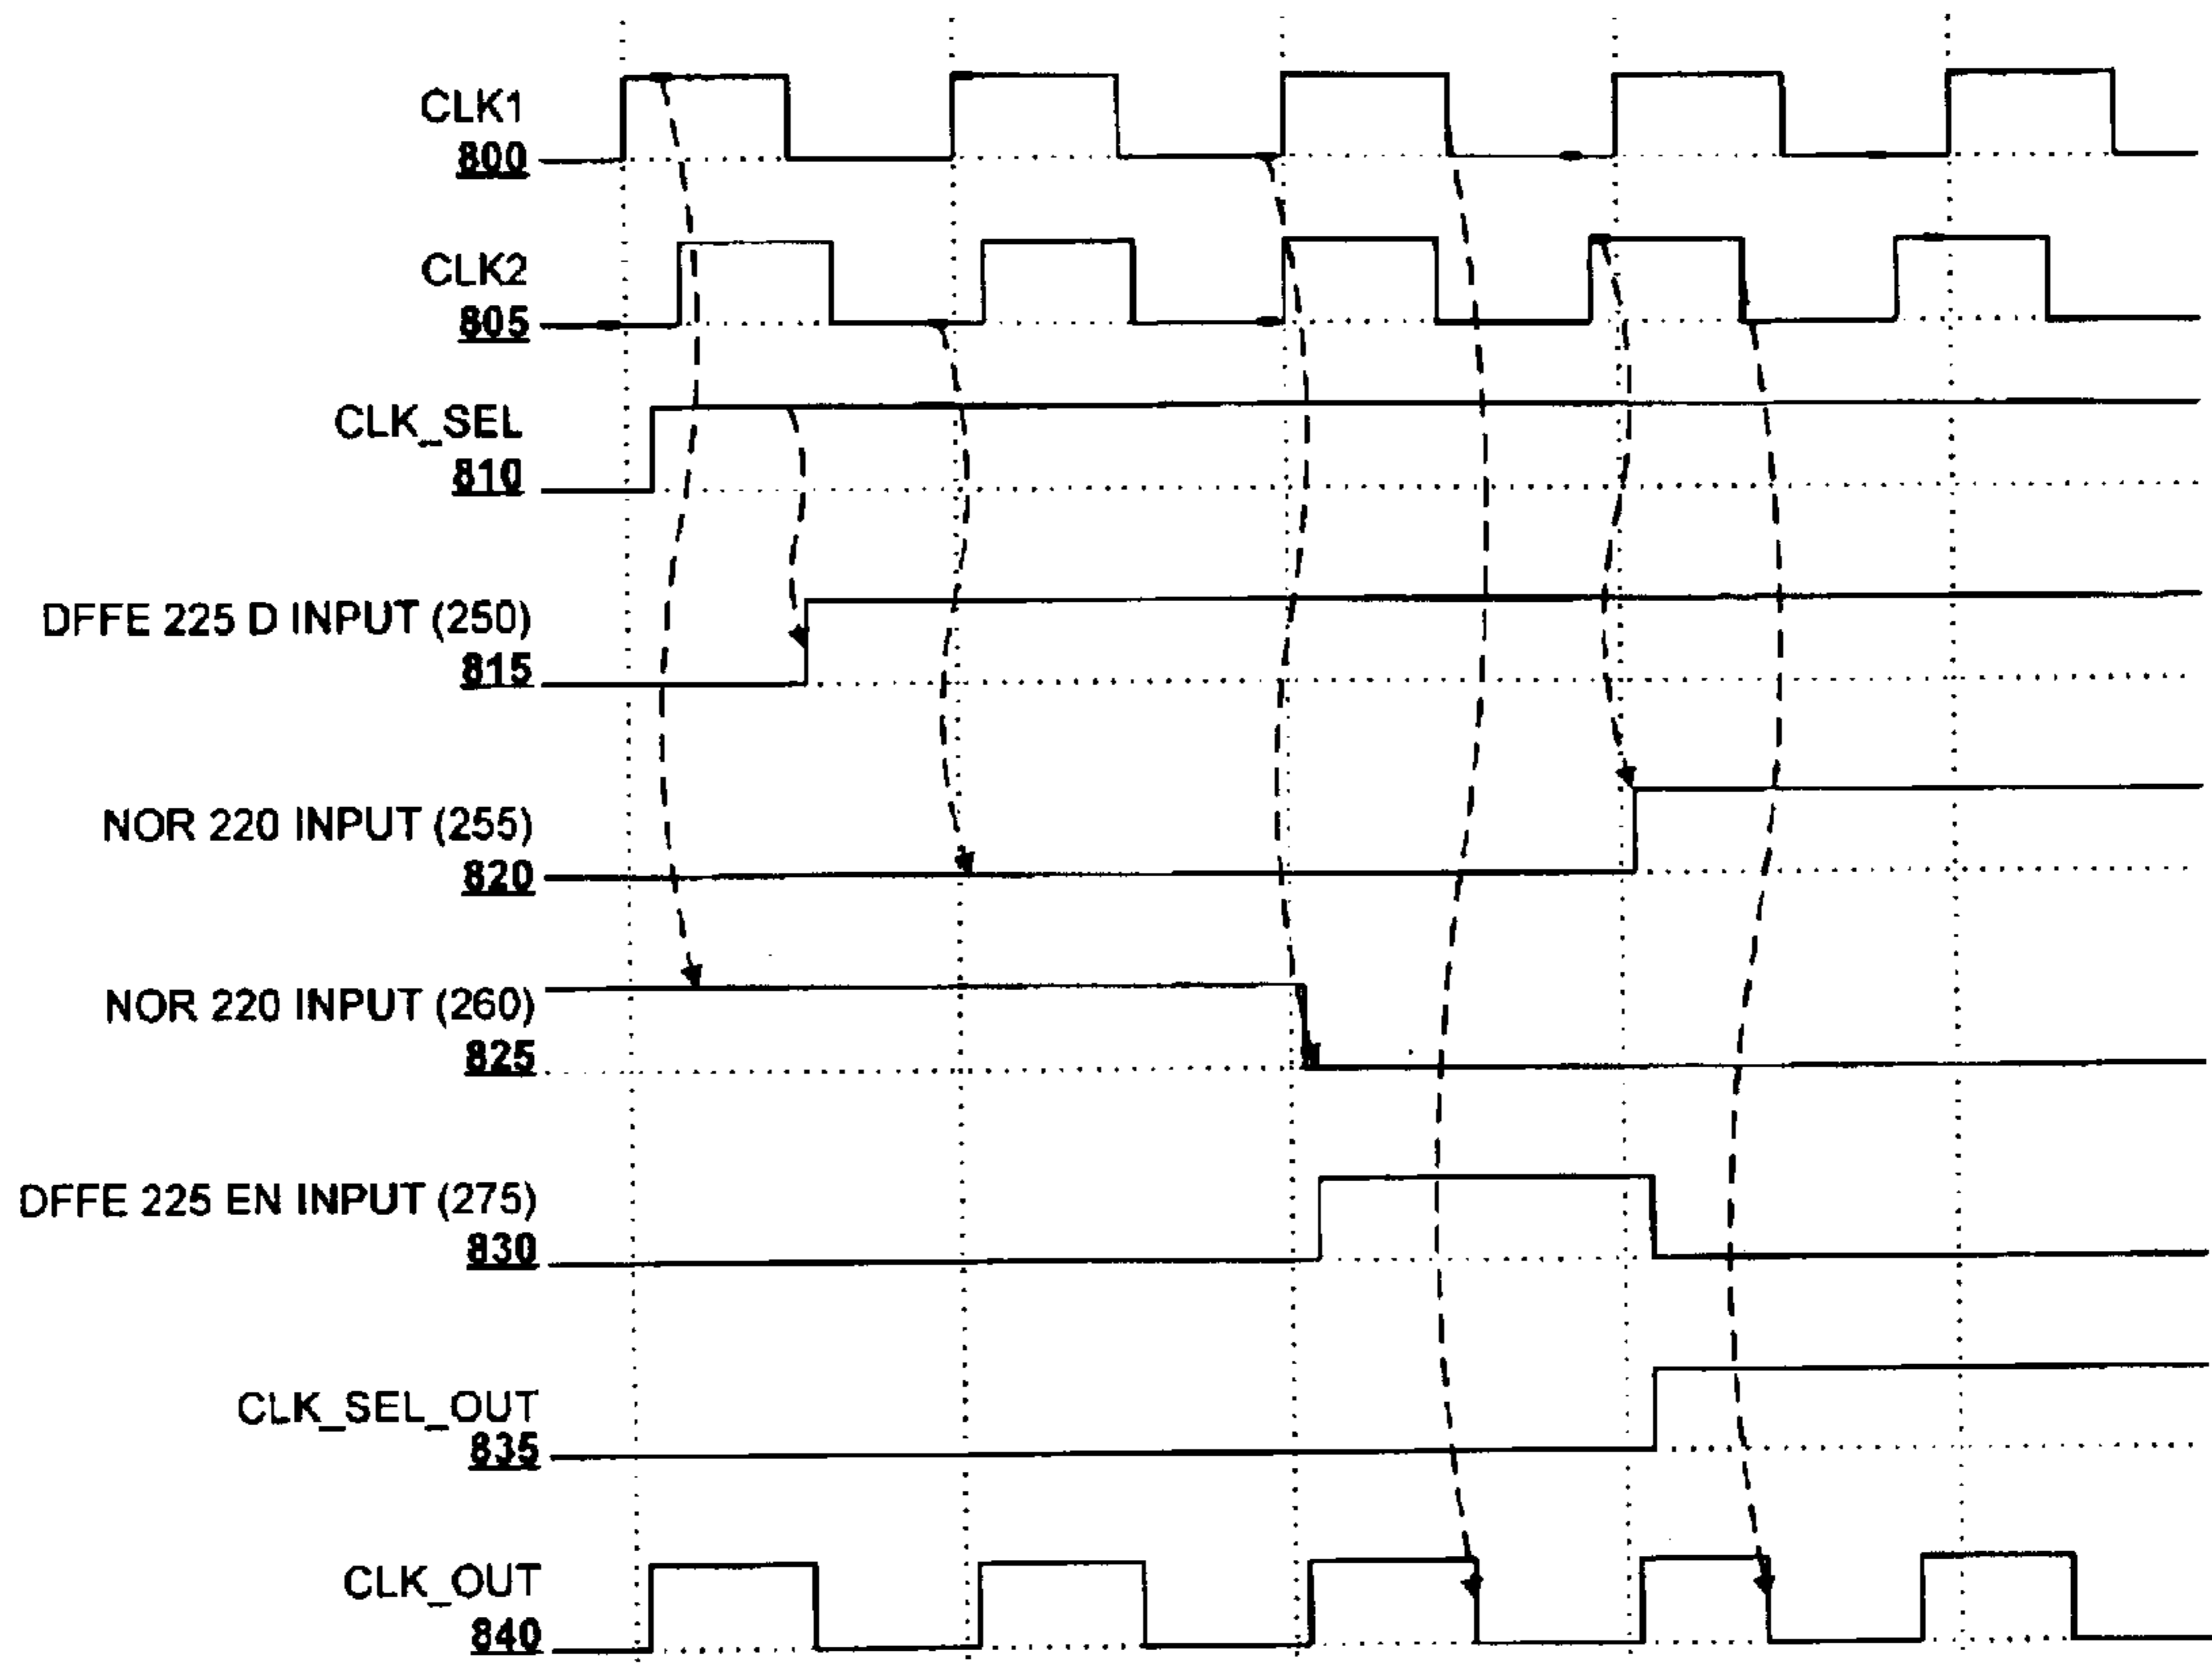 CLK1
800
CLK2
805
CLK_SEL
810
DFFE 225 D INPUT (250)
815
NOR 220 INPUT (255)
820
NOR 220 INPUT (260)
825
DFFE 225 EN INPUT (275)
830
CLK_SEL_OUT
835
CLK_OUT
840